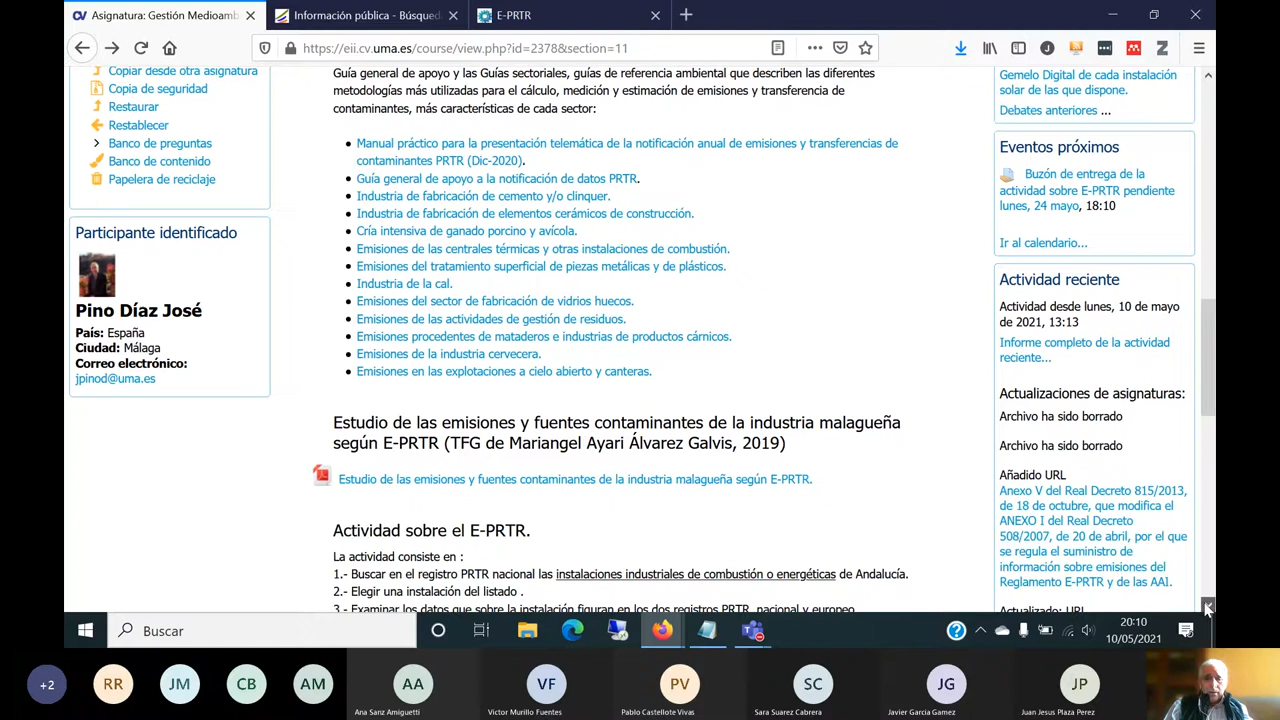 Asignatura: Gestión Medioamb
Información pública - Búsqued
E-PRTR
https://eii.cv.uma.es/course/view.php?id=2378&section=11
Copiar desde otra asignatura
Copia de seguridad
Restaurar
Restablecer
Banco de preguntas
Banco de contenido
Papelera de reciclaje
Participante identificado
Pino Díaz José
País: España
Ciudad: Málaga
Correo electrónico:
jpinod@uma.es
Guía general de apoyo y las Guías sectoriales, guías de referencia ambiental que describen las diferentes
metodologías más utilizadas para el cálculo, medición y estimación de emisiones y transferencia de
contaminantes, más características de cada sector:
Manual práctico para la presentación telemática de la notificación anual de emisiones y transferencias de
contaminantes PRTR (Dic-2020).
Guía general de apoyo a la notificación de datos PRTR.
Industria de fabricación de cemento y/o clinquer.
Industria de fabricación de elementos cerámicos de construcción.
Cría intensiva de ganado porcino y avícola.
Emisiones de las centrales térmicas y otras instalaciones de combustión.
Emisiones del tratamiento superficial de piezas metálicas y de plásticos.
Industria de la cal.
Emisiones del sector de fabricación de vidrios huecos.
Emisiones de las actividades de gestión de residuos.
Emisiones procedentes de mataderos e industrias de productos cárnicos.
Emisiones de la industria cervecera.
Emisiones en las explotaciones a cielo abierto y canteras.
Estudio de las emisiones y fuentes contaminantes de la industria malagueña
según E-PRTR (TFG de Mariangel Ayari Álvarez Galvis, 2019)
Estudio de las emisiones y fuentes contaminantes de la industria malagueña según E-PRTR.
Actividad sobre el E-PRTR.
La actividad consiste en :
1.- Buscar en el registro PRTR nacional las instalaciones industriales de combustión o energéticas de Andalucía.
2.- Elegir una instalación del listado .
3.- Examinar los datos que sobre la instalación figuran en los dos registros PRTR, nacional y europeo
Gemelo Digital de cada instalación
solar de las que dispone.
Debates anteriores ...
Eventos próximos
Buzón de entrega de la
actividad sobre E-PRTR pendiente
lunes, 24 mayo, 18:10
Ir al calendario...
Actividad reciente
Actividad desde lunes, 10 de mayo
de 2021, 13:13
Informe completo de la actividad
reciente...
Actualizaciones de asignaturas:
Archivo ha sido borrado
Archivo ha sido borrado
Añadido URL
Anexo V del Real Decreto 815/2013,
de 18 de octubre, que modifica el
ANEXO I del Real Decreto
508/2007, de 20 de abril, por el que
se regula el suministro de
información sobre emisiones del
Reglamento E-PRTR y de las AAI.
Actualizado: URL
Buscar
20:10
10/05/2021
+2
RR
JM
CB
AM
AA
Ana Sanz Amiguetti
VF
Victor Murillo Fuentes
PV
Pablo Castellote Vivas
SC
Sara Suarez Cabrera
JG
Javier Garcia Gamez
JP
Juan Jesus Plaza Perez